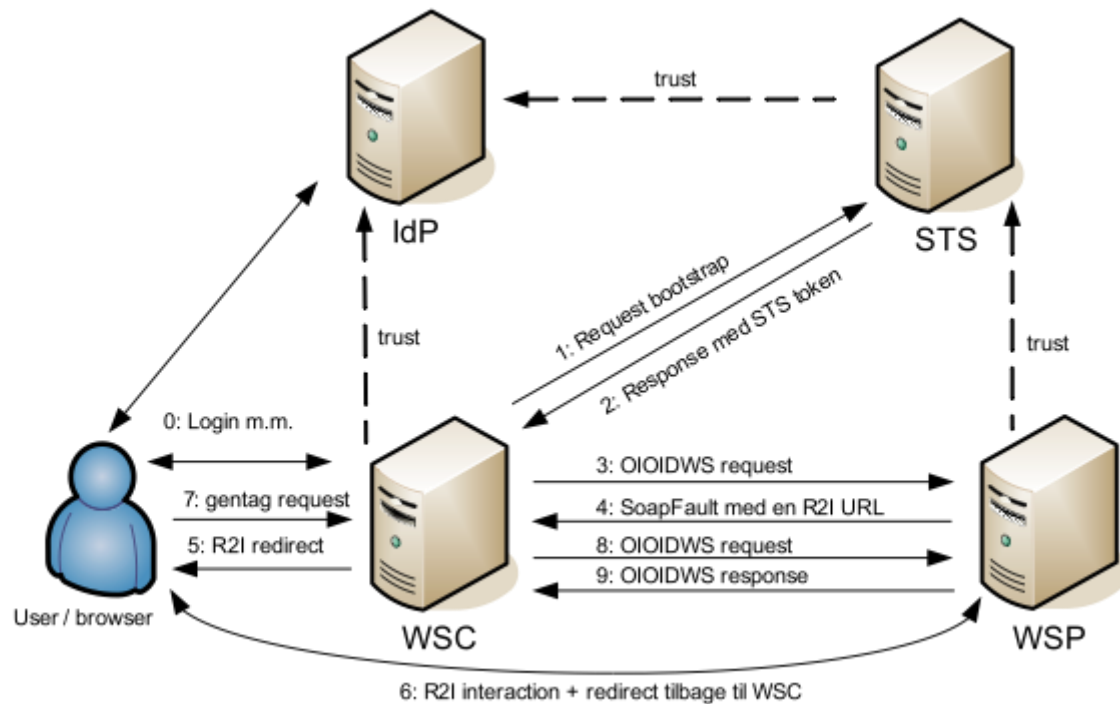 trust
IdP
STS
1: Request bootstrap
2: Response med STS token
trust
trust
0: Login m.m.
7: gentag request
5: R2I redirect
3: OIOIDWS request
4: SoapFault med en R2I URL
8: OIOIDWS request
9: OIOIDWS response
User / browser
WSC
WSP
6: R2I interaction + redirect tilbage til WSC